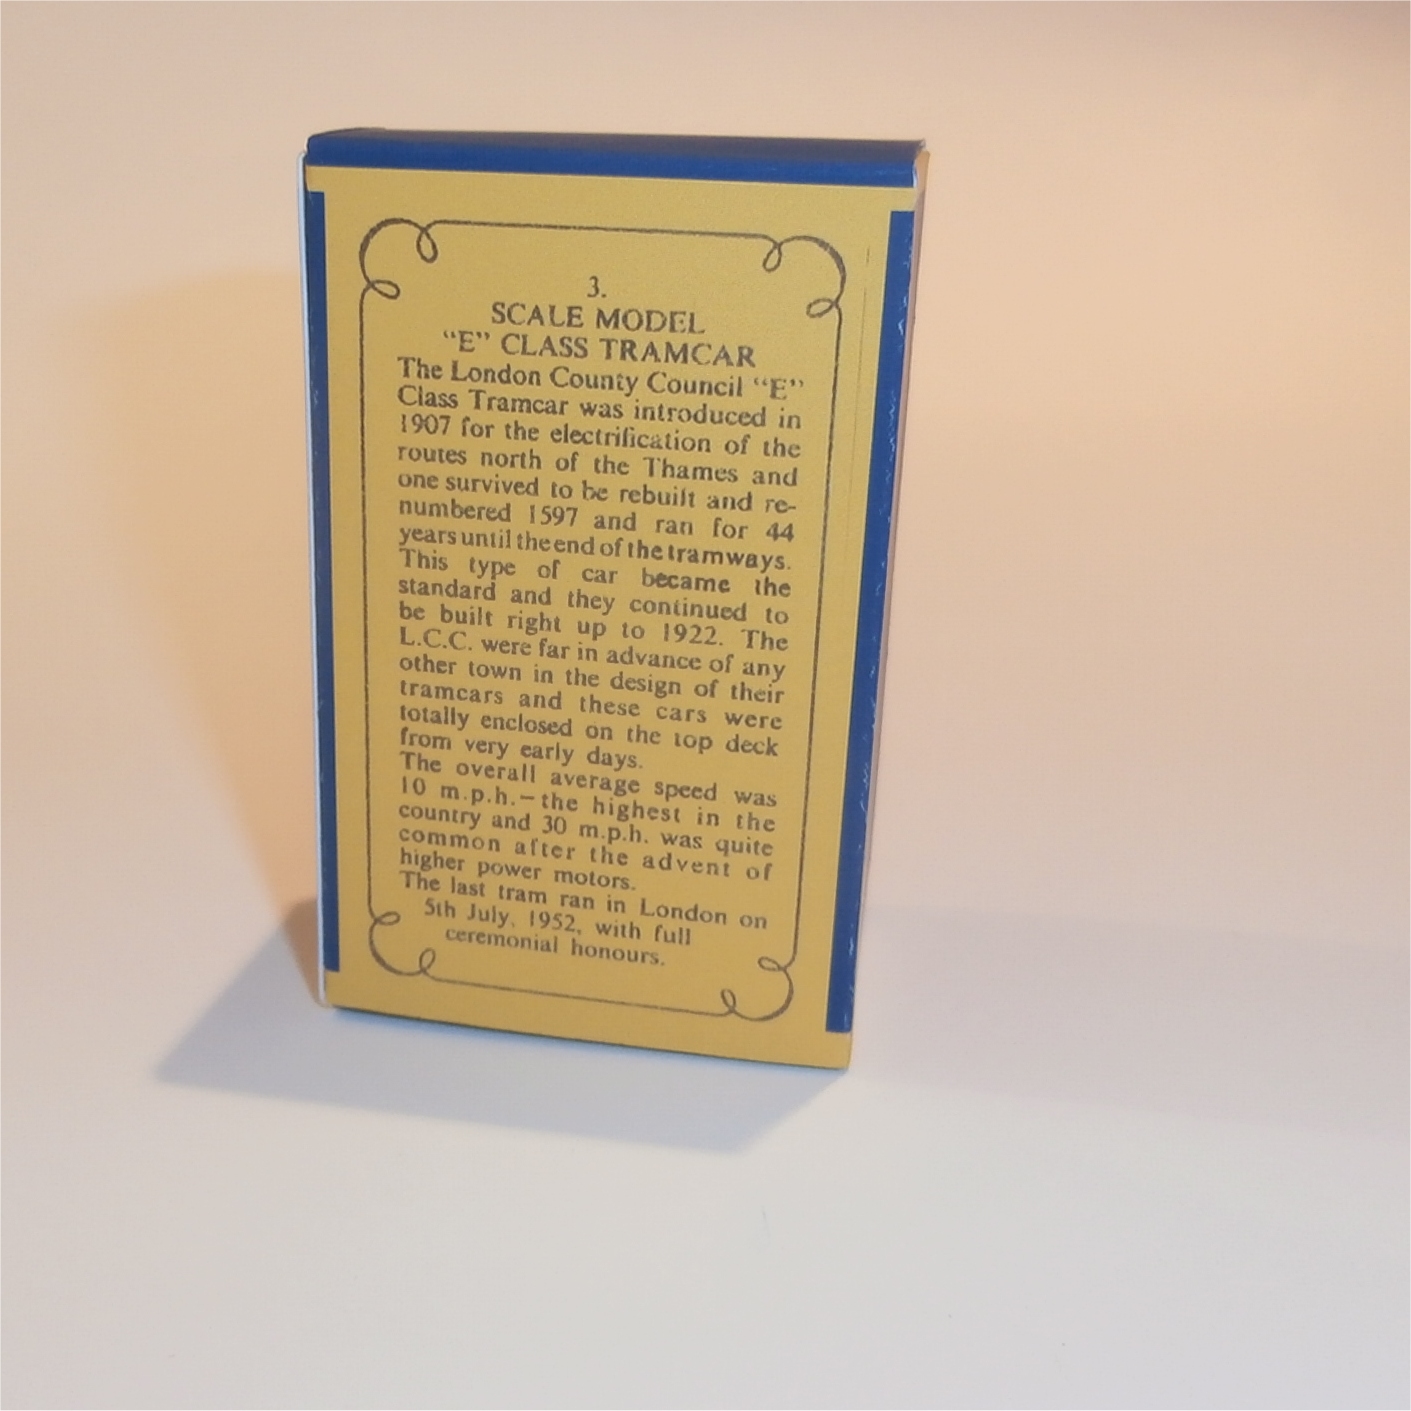 3.
SCALE MODEL
“E” CLASS TRAMCAR
The London County Council “E”
Class Tramcar was introduced in
1907 for the electrification of the
routes north of the Thames and
one survived to be rebuilt and re-
numbered 1597 and ran for 44
years until the end of the tramways.
This type of car became the
standard and they continued to
be built right up to 1922. The
L.C.C. were far in advance of any
other town in the design of their
tramcars and these cars were
totally enclosed on the top deck
from very early days.
The overall average speed was
10 m.p.h.–the highest in the
country and 30 m.p.h. was quite
common after the advent of
higher power motors.
The last tram ran in London on
5th July, 1952, with full
ceremonial honours.